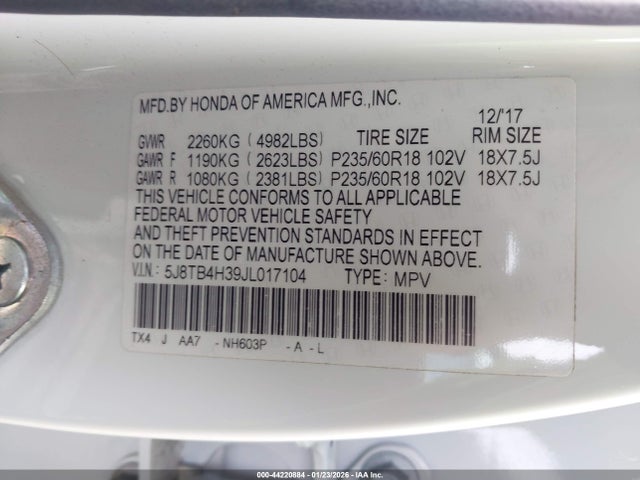 MFD.BY HONDA OF AMERICA MFG.,INC.
12/'17
GVWR 2260KG ( 4982LBS) TIRE SIZE RIM SIZE
GAWR F 1190KG ( 2623LBS) P235/60R18 102V 18X7.5J
GAWR R 1080KG ( 2381LBS) P235/60R18 102V 18X7.5J
THIS VEHICLE CONFORMS TO ALL APPLICABLE
FEDERAL MOTOR VEHICLE SAFETY
AND THEFT PREVENTION STANDARDS IN EFFECT
ON THE DATE OF MANUFACTURE SHOWN ABOVE.
V.I.N.: 5J8TB4H39JL017104 TYPE: MPV
TX4 J AA7 -NH603P -A -L
000-44220884 | 01/23/2026 | IAA Inc.